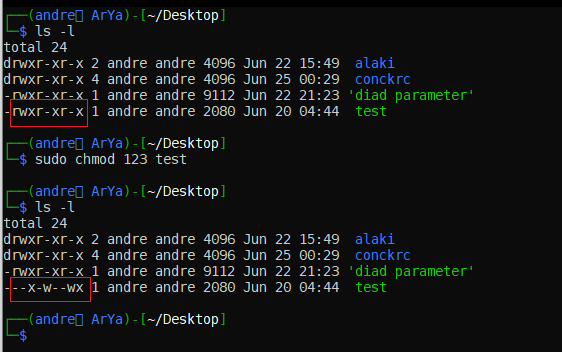 ┌──(andre▯ ArYa)-[~/Desktop]
└─$ ls -l
total 24
drwxr-xr-x 2 andre andre 4096 Jun 22 15:49  alaki
drwxr-xr-x 4 andre andre 4096 Jun 25 00:29  conckrc
-rwxr-xr-x 1 andre andre 9112 Jun 22 21:23 'diad parameter'
-rwxr-xr-x 1 andre andre 2080 Jun 20 04:44  test
┌──(andre▯ ArYa)-[~/Desktop]
└─$ sudo chmod 123 test
┌──(andre▯ ArYa)-[~/Desktop]
└─$ ls -l
total 24
drwxr-xr-x 2 andre andre 4096 Jun 22 15:49  alaki
drwxr-xr-x 4 andre andre 4096 Jun 25 00:29  conckrc
-rwxr-xr-x 1 andre andre 9112 Jun 22 21:23 'diad parameter'
---x-w--wx 1 andre andre 2080 Jun 20 04:44  test
┌──(andre▯ ArYa)-[~/Desktop]
└─$